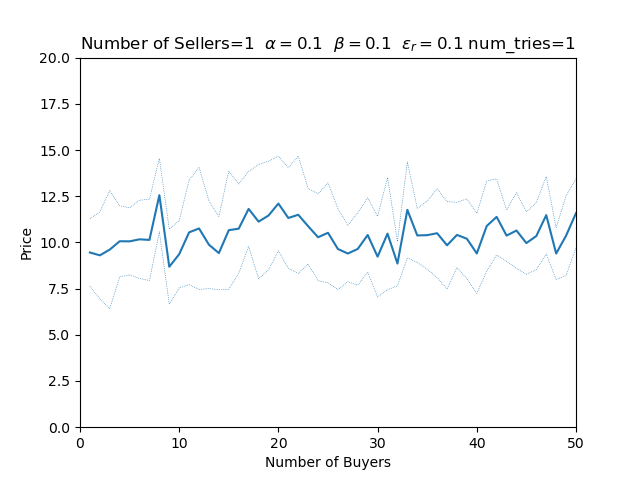 Number of Sellers=1 α = 0.1 β = 0.1 ε_r = 0.1 num_tries=1
20.0
17.5
15.0
12.5
10.0
7.5
5.0
2.5
0.0
Price
0 10 20 30 40 50
Number of Buyers